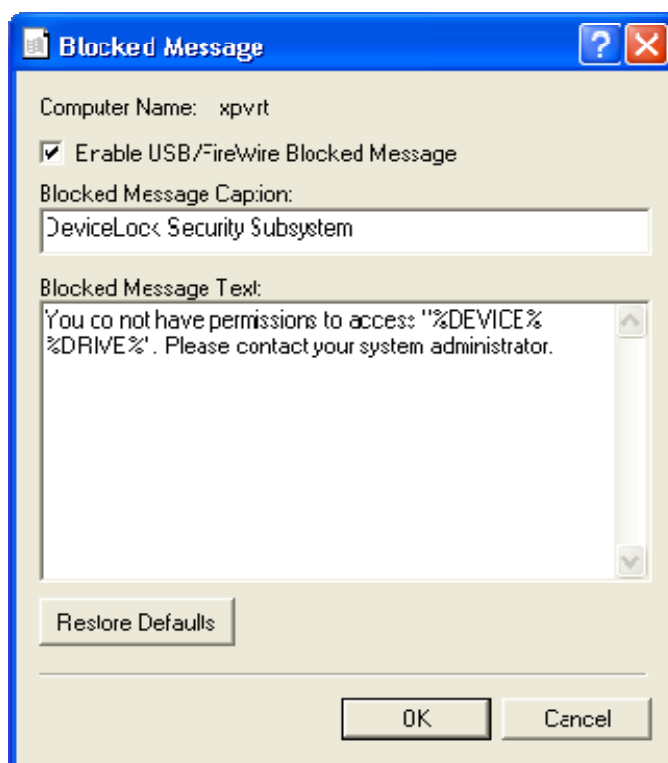 Blocked Message
Computer Name: xpvrt
Enable USB/FireWire Blocked Message
Blocked Message Caption:
DeviceLock Security Subsystem
Blocked Message Text:
You do not have permissions to access "%DEVICE%
%DRIVE%". Please contact your system administrator.
Restore Defaults
OK
Cancel